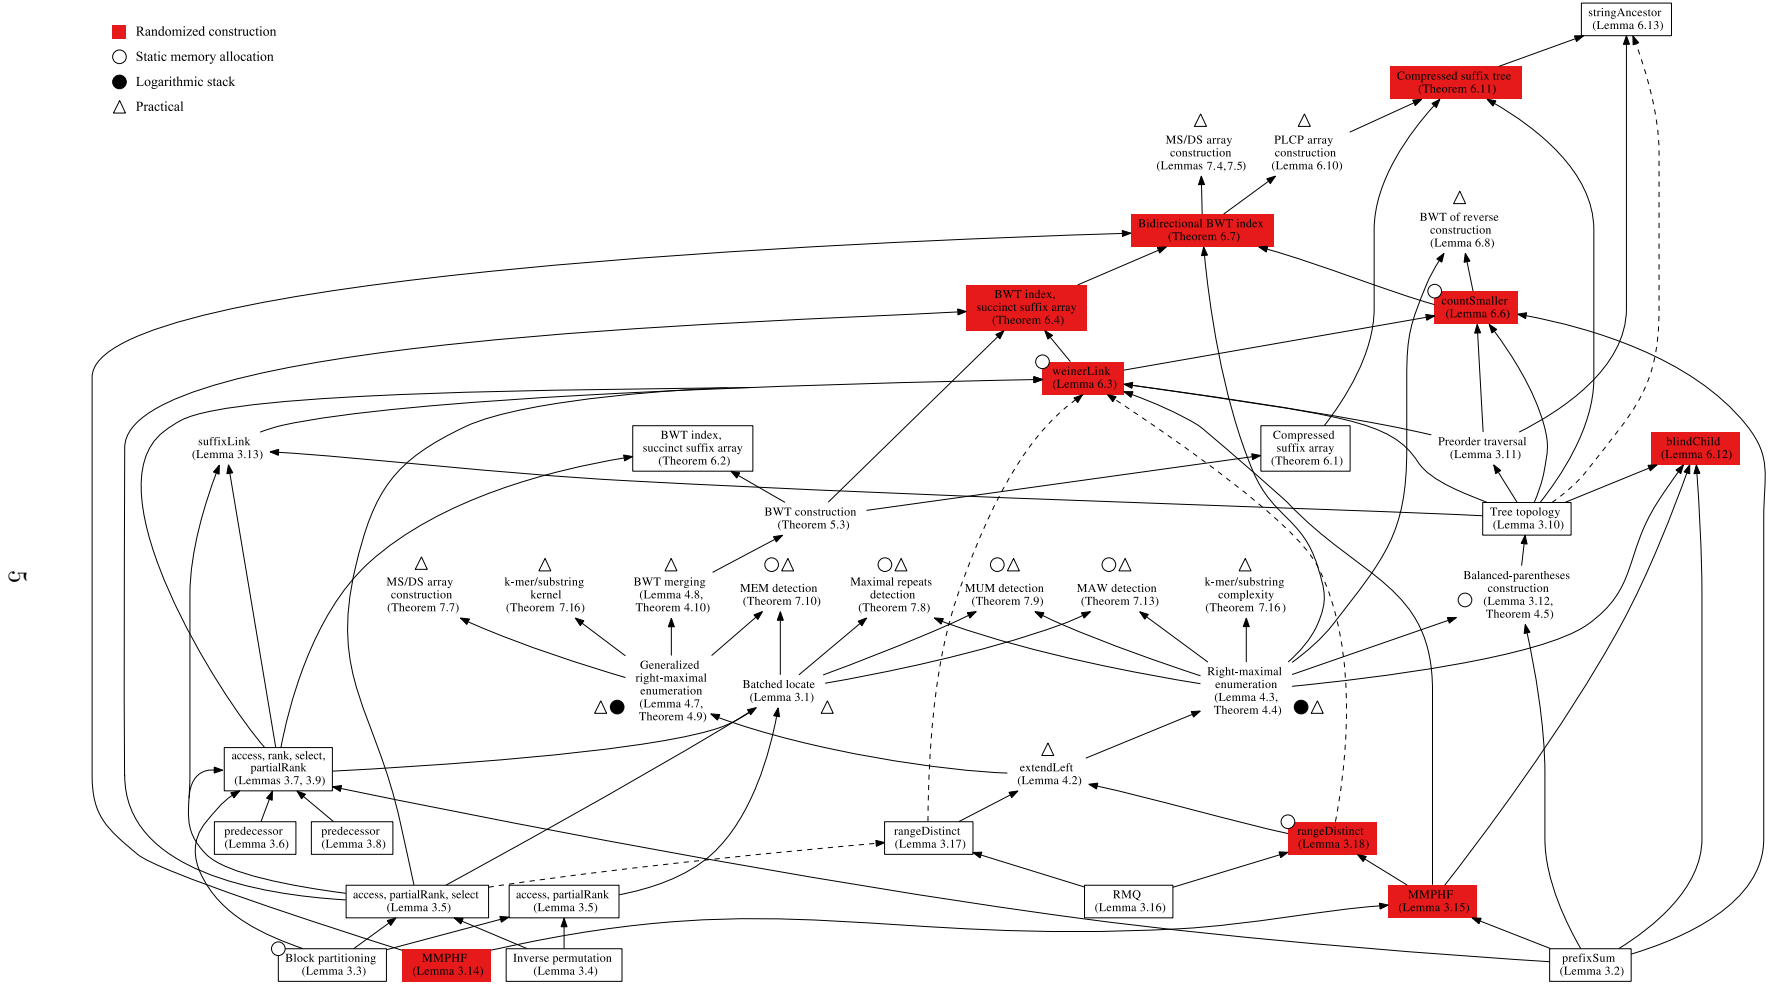 Randomized construction
Static memory allocation
Logarithmic stack
Practical
stringAncestor
(Lemma 6.13)
Compressed suffix tree
(Theorem 6.11)
MS/DS array
construction
(Lemmas 7.4,7.5)
PLCP array
construction
(Lemma 6.10)
Bidirectional BWT index
(Theorem 6.7)
BWT of reverse
construction
(Lemma 6.8)
BWT index,
succinct suffix array
(Theorem 6.4)
countSmaller
(Lemma 6.6)
weinerLink
(Lemma 6.3)
suffixLink
(Lemma 3.13)
BWT index,
succinct suffix array
(Theorem 6.2)
Compressed
suffix array
(Theorem 6.1)
Preorder traversal
(Lemma 3.11)
blindChild
(Lemma 6.12)
BWT construction
(Theorem 5.3)
Tree topology
(Lemma 3.10)
5
MS/DS array
construction
(Theorem 7.7)
k-mer/substring
kernel
(Theorem 7.16)
BWT merging
(Lemma 4.8,
Theorem 4.10)
MEM detection
(Theorem 7.10)
Maximal repeats
detection
(Theorem 7.8)
MUM detection
(Theorem 7.9)
MAW detection
(Theorem 7.13)
k-mer/substring
complexity
(Theorem 7.16)
Balanced-parentheses
construction
(Lemma 3.12,
Theorem 4.5)
Generalized
right-maximal
enumeration
(Lemma 4.7,
Theorem 4.9)
Batched locate
(Lemma 3.1)
Right-maximal
enumeration
(Lemma 4.3,
Theorem 4.4)
access, rank, select,
partialRank
(Lemmas 3.7, 3.9)
extendLeft
(Lemma 4.2)
predecessor
(Lemma 3.6)
predecessor
(Lemma 3.8)
rangeDistinct
(Lemma 3.17)
rangeDistinct
(Lemma 3.18)
access, partialRank, select
(Lemma 3.5)
access, partialRank
(Lemma 3.5)
RMQ
(Lemma 3.16)
MMPHF
(Lemma 3.15)
Block partitioning
(Lemma 3.3)
MMPHF
(Lemma 3.14)
Inverse permutation
(Lemma 3.4)
prefixSum
(Lemma 3.2)